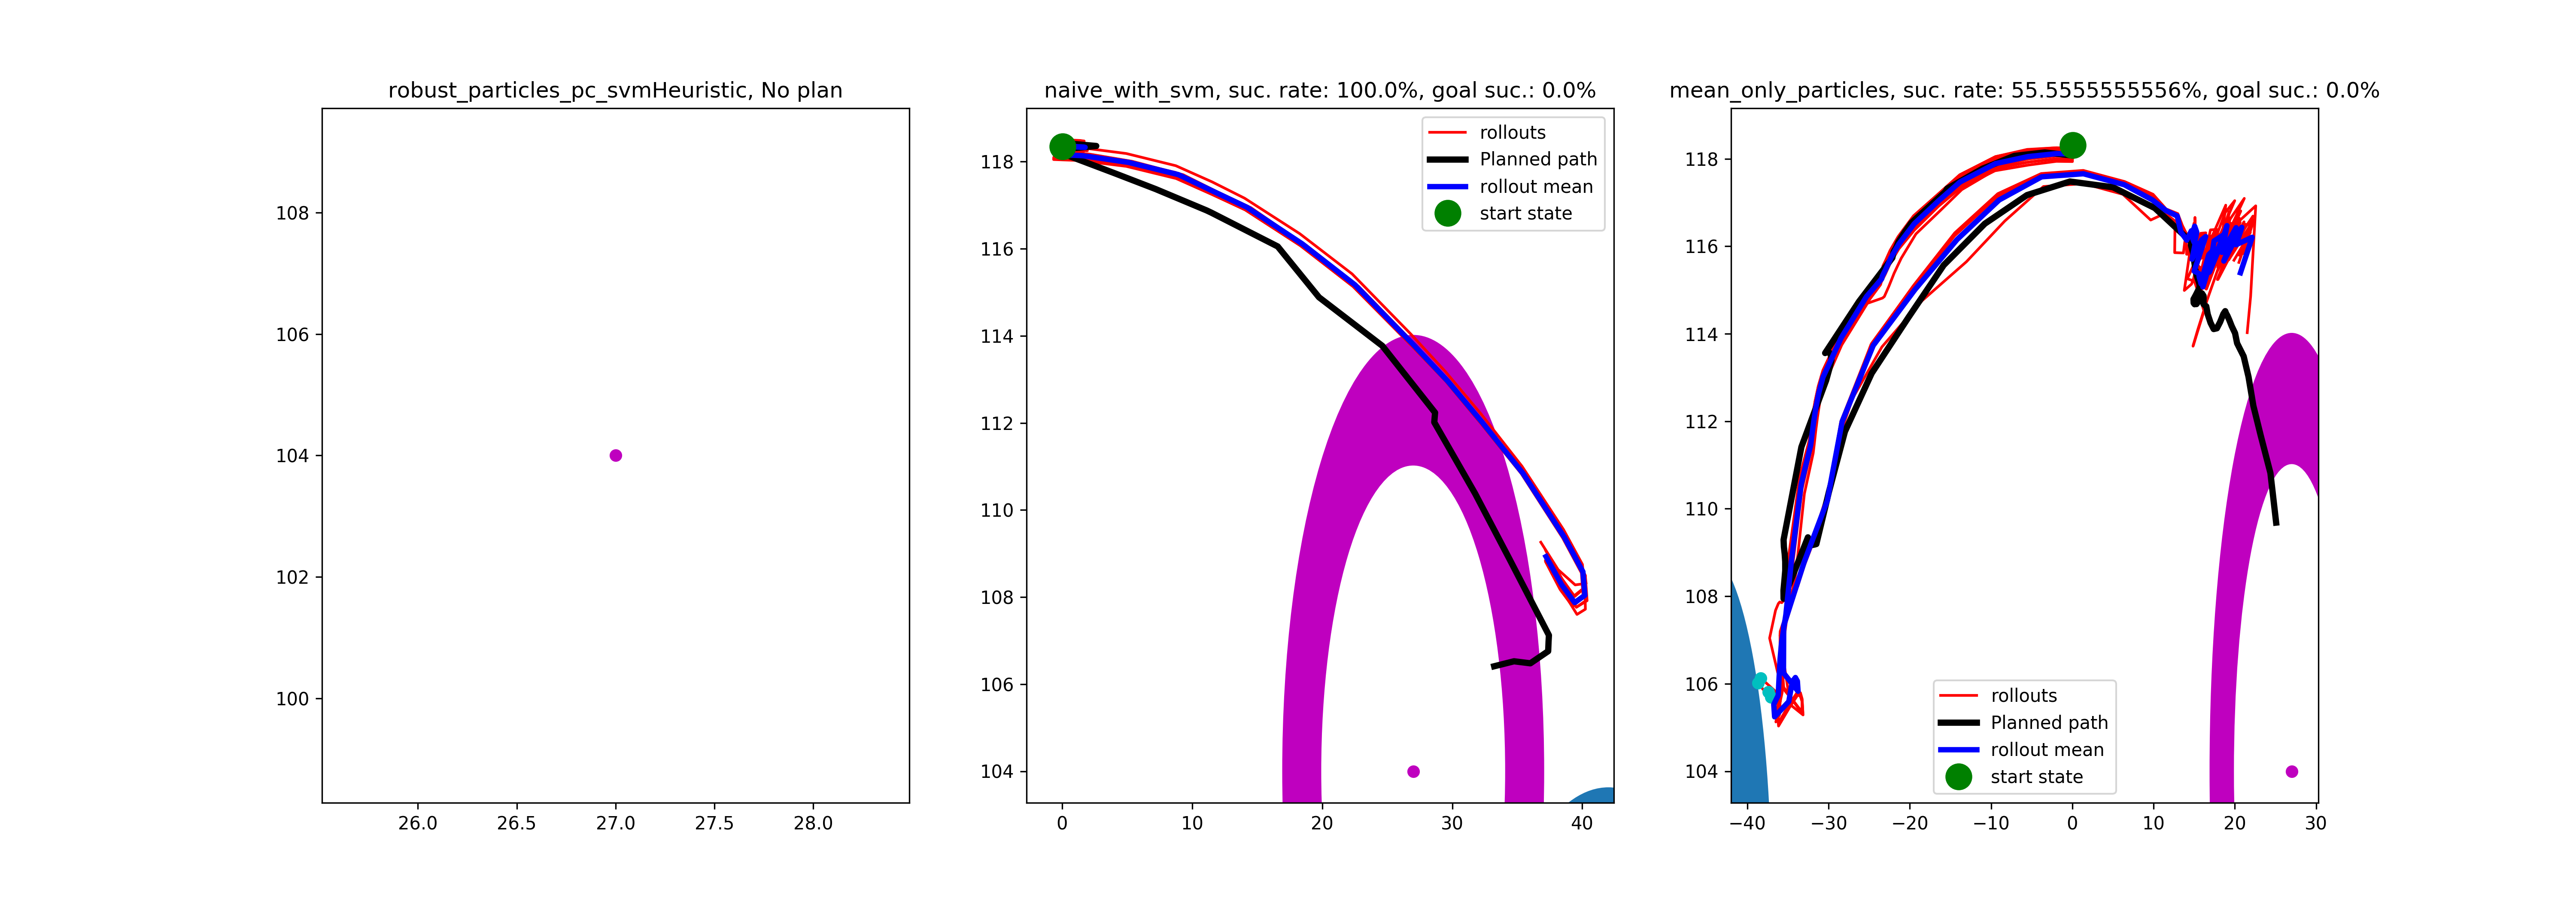 robust_particles_pc_svmHeuristic, No plan
108
106
104
102
100
26.0 26.5 27.0 27.5 28.0
naive_with_svm, suc. rate: 100.0%, goal suc.: 0.0%
rollouts
Planned path
rollout mean
start state
118
116
114
112
110
108
106
104
0 10 20 30 40
mean_only_particles, suc. rate: 55.5555555556%, goal suc.: 0.0%
118
116
114
112
110
108
106
104
rollouts
Planned path
rollout mean
start state
−40 −30 −20 −10 0 10 20 30